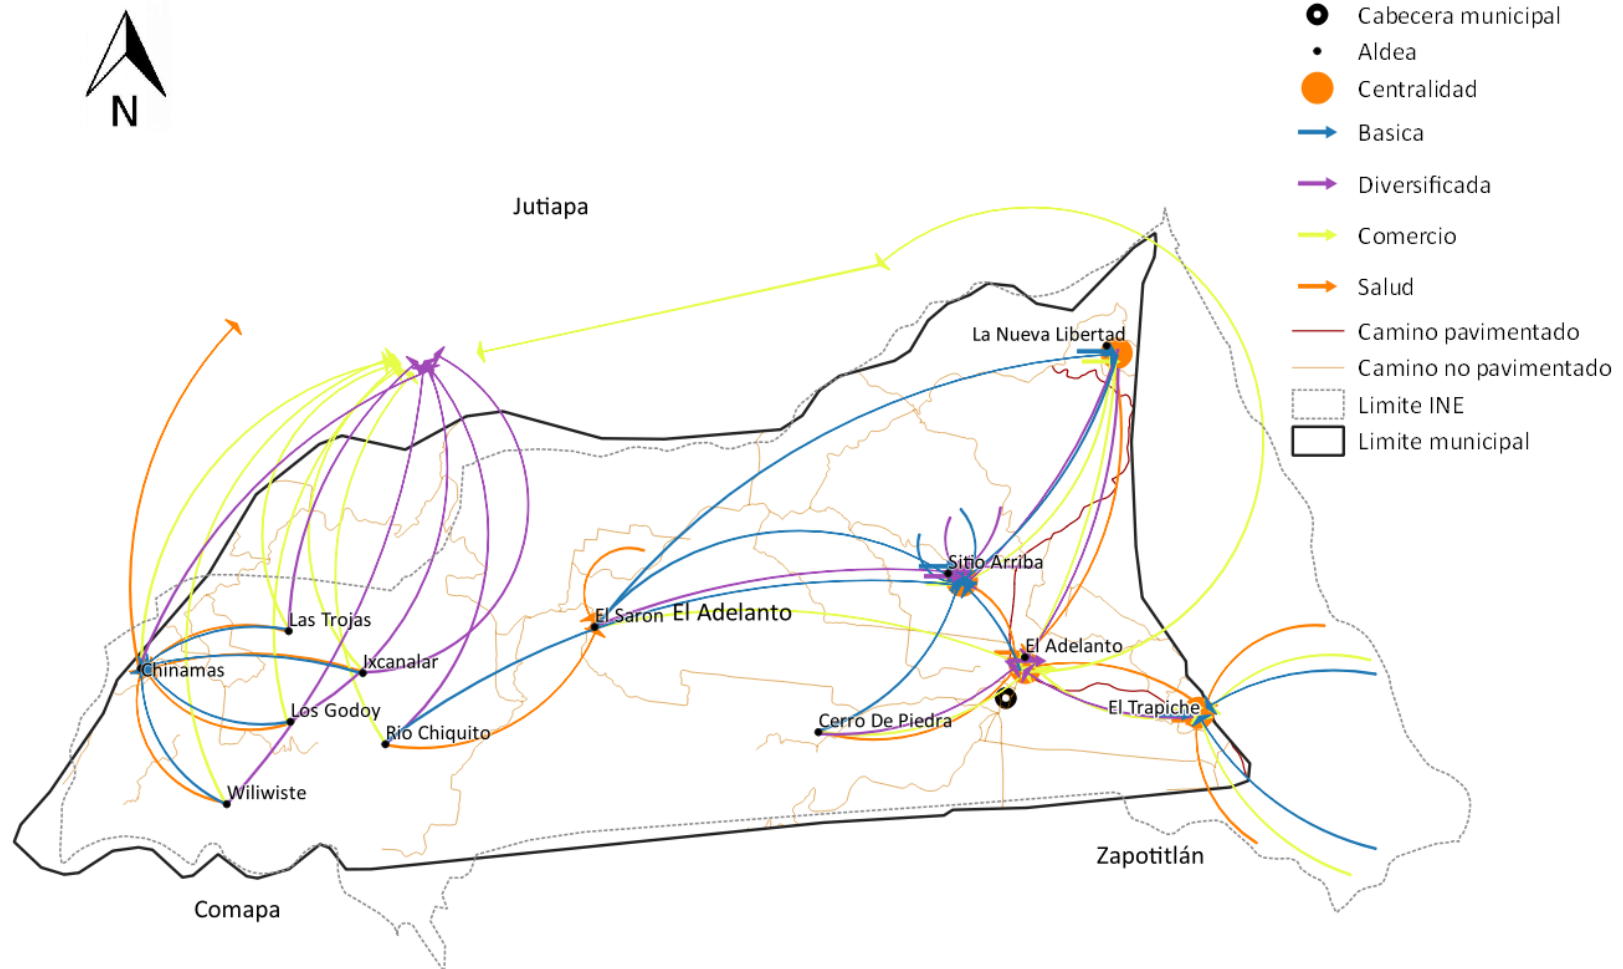 Cabecera municipal
Aldea
Centralidad
Basica
Diversificada
Comercio
Salud
Camino pavimentado
Camino no pavimentado
Limite INE
Limite municipal
N
Jutiapa
La Nueva Libertad
Sitio Arriba
El Saron
El Adelanto
Las Trojas
El Adelanto
Ixcanalar
Chinamas
Los Godoy
El Trapiche
Cerro De Piedra
Rio Chiquito
Wiliwiste
Zapotitlán
Comapa